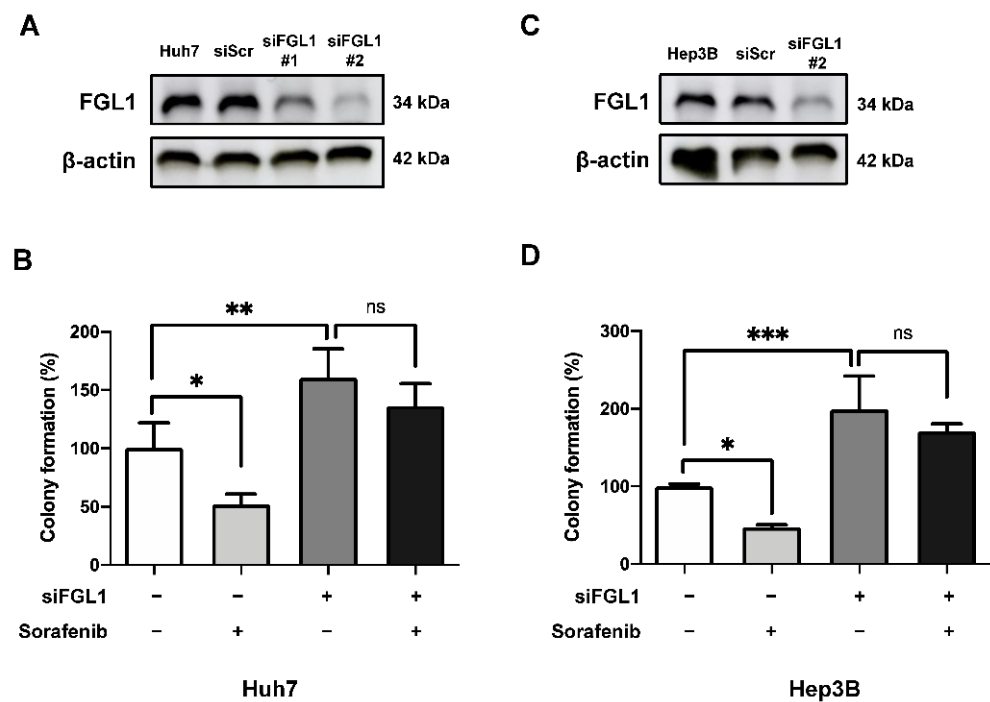 A
Huh7 siScr siFGL1 #1 siFGL1 #2
FGL1 34 kDa
β-actin 42 kDa
C
Hep3B siScr siFGL1 #2
FGL1 34 kDa
β-actin 42 kDa
B
Colony formation (%)
200
150
100
50
0
** ns
*
siFGL1 − − + +
Sorafenib − + − +
Huh7
D
Colony formation (%)
300
200
100
0
*** ns
*
siFGL1 − − + +
Sorafenib − + − +
Hep3B